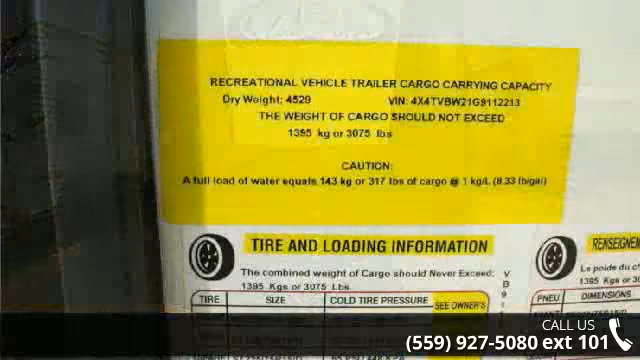 RECREATIONAL VEHICLE TRAILER CARGO CARRYING CAPACITY
Dry Weight: 4529 VIN: 4X4TVBW21G9112213
THE WEIGHT OF CARGO SHOULD NOT EXCEED
1395 kg or 3075 lbs
CAUTION:
A full load of water equals 143 kg or 317 lbs of cargo @ 1 kg/L (8.33 lb/gal)
TIRE AND LOADING INFORMATION
The combined weight of Cargo should Never Exceed:
1395 Kgs or 3075 Lbs.
TIRE SIZE COLD TIRE PRESSURE SEE OWNER'S
V
B
9
RENSEIGNEM
Le poids du c
1395 Kgs or 30
PNEU DIMENSIONS
CALL US
(559) 927-5080 ext 101